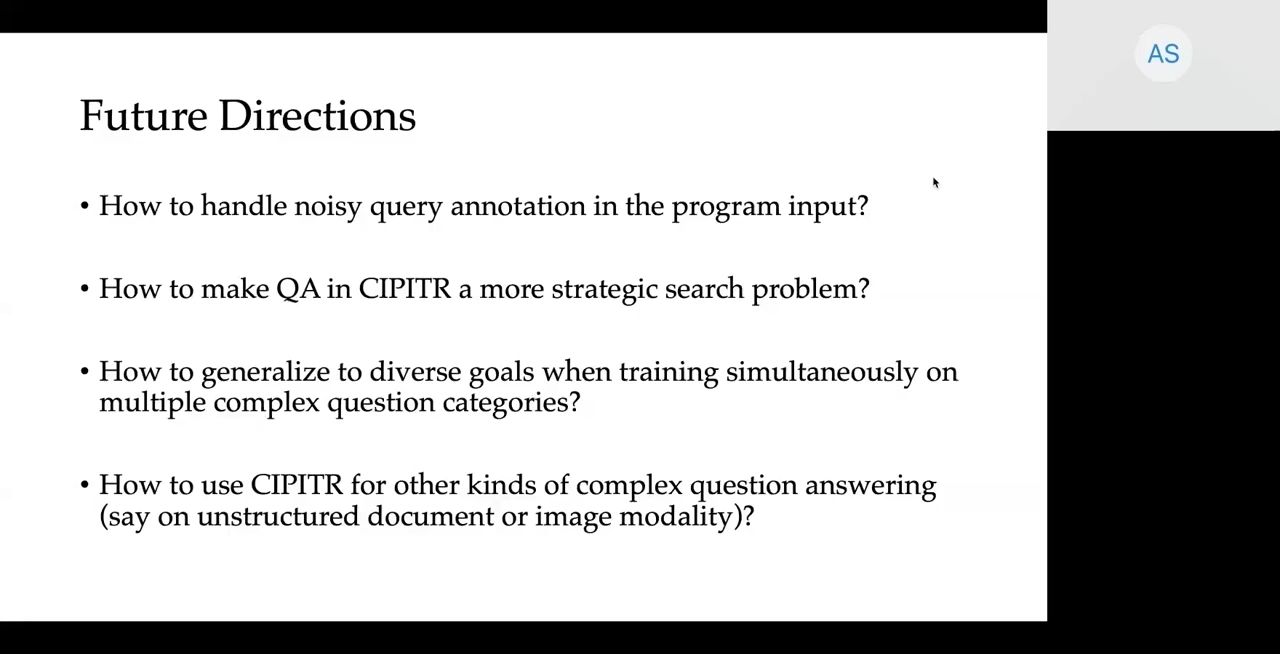 Future Directions
• How to handle noisy query annotation in the program input?
• How to make QA in CIPITR a more strategic search problem?
• How to generalize to diverse goals when training simultaneously on
multiple complex question categories?
• How to use CIPITR for other kinds of complex question answering
(say on unstructured document or image modality)?
AS